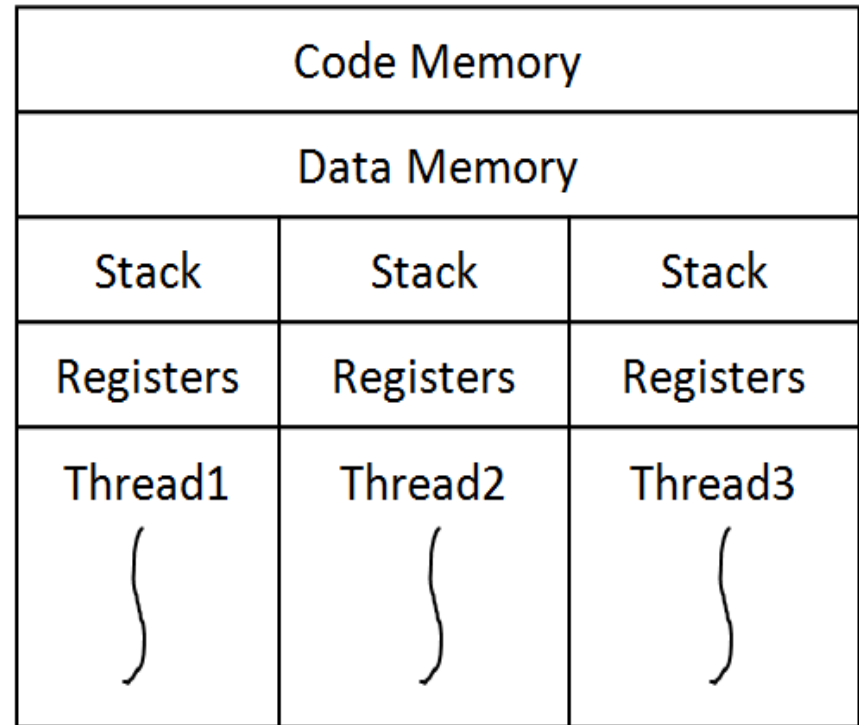 Code Memory
Data Memory
Stack Stack Stack
Registers Registers Registers
Thread1 Thread2 Thread3